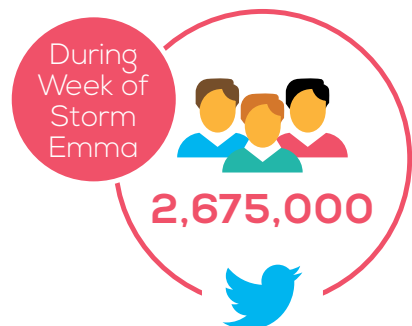 During
Week of
Storm
Emma
2,675,000